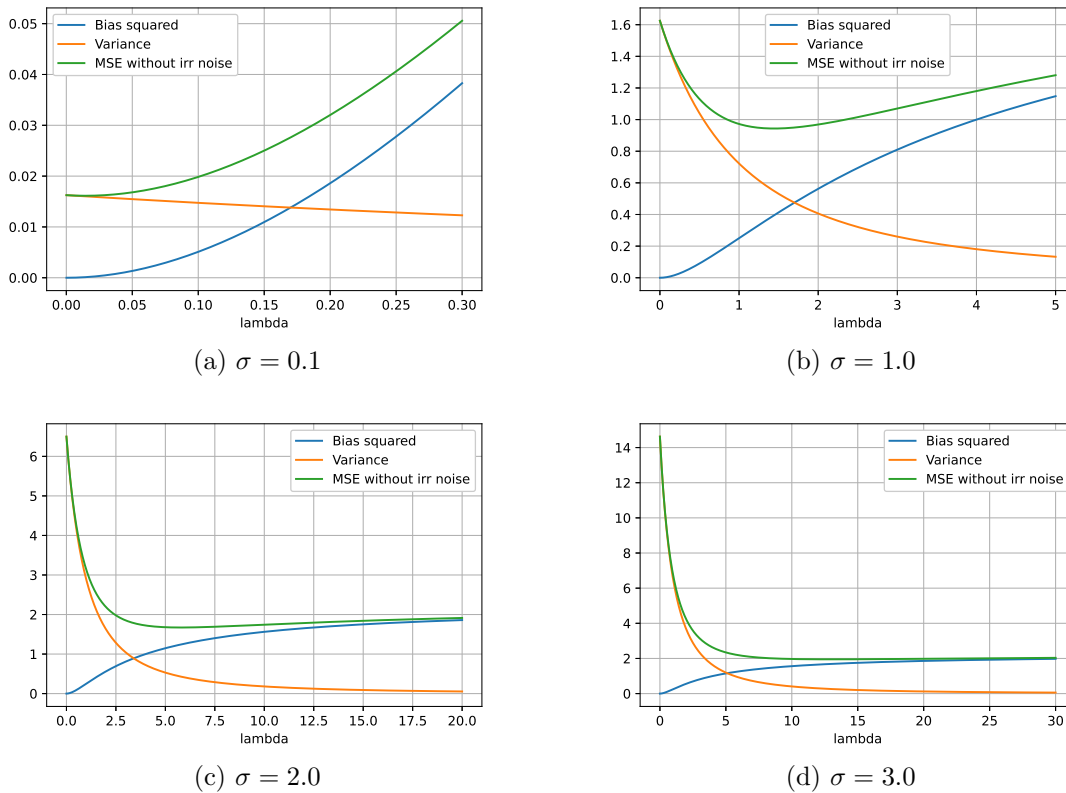 0.05
0.04
0.03
0.02
0.01
0.00
Bias squared
Variance
MSE without irr noise
0.00 0.05 0.10 0.15 0.20 0.25 0.30
lambda
(a) σ = 0.1
1.6
1.4
1.2
1.0
0.8
0.6
0.4
0.2
0.0
Bias squared
Variance
MSE without irr noise
0 1 2 3 4 5
lambda
(b) σ = 1.0
6
5
4
3
2
1
0
Bias squared
Variance
MSE without irr noise
0.0 2.5 5.0 7.5 10.0 12.5 15.0 17.5 20.0
lambda
(c) σ = 2.0
14
12
10
8
6
4
2
0
Bias squared
Variance
MSE without irr noise
0 5 10 15 20 25 30
lambda
(d) σ = 3.0